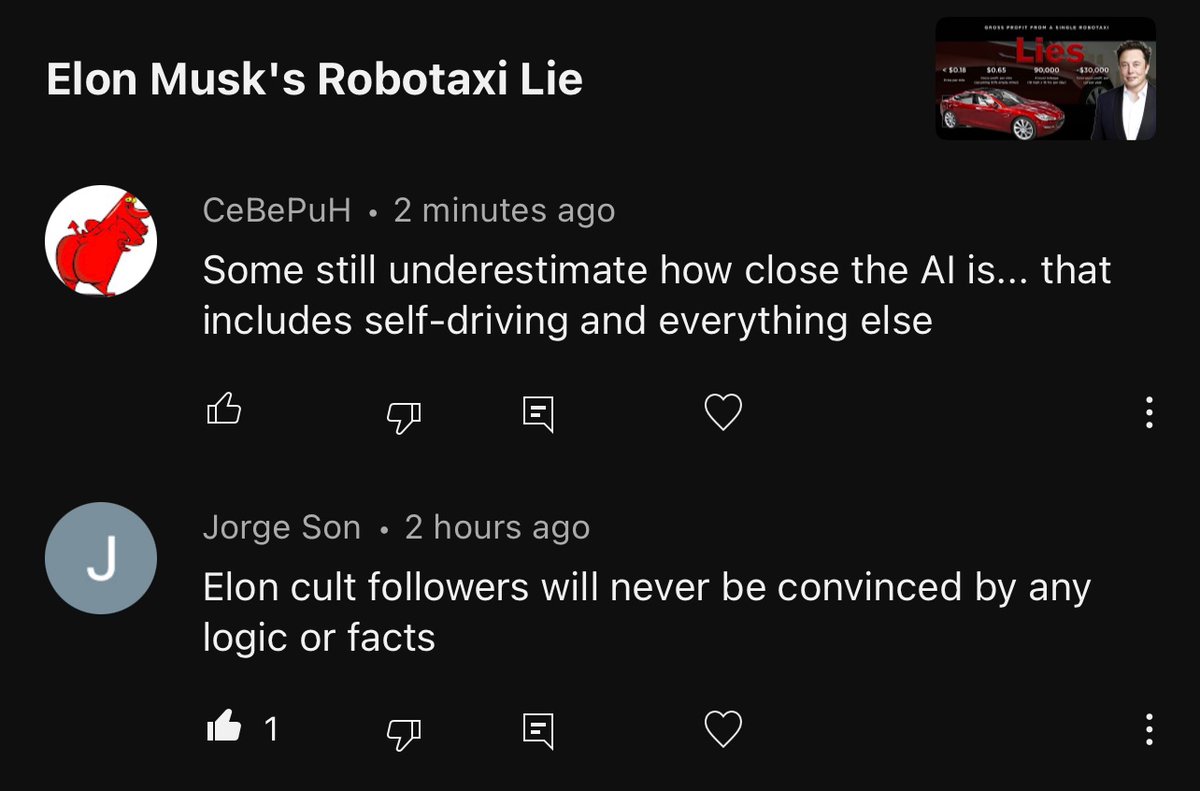 Elon Musk's Robotaxi Lie
GROSS PROFIT FROM A SINGLE ROBOTAXI
Lies
< $0.18 $0.65 90,000 ~$30,000
CeBePuH • 2 minutes ago
Some still underestimate how close the AI is... that
includes self-driving and everything else
J
Jorge Son • 2 hours ago
Elon cult followers will never be convinced by any
logic or facts
1